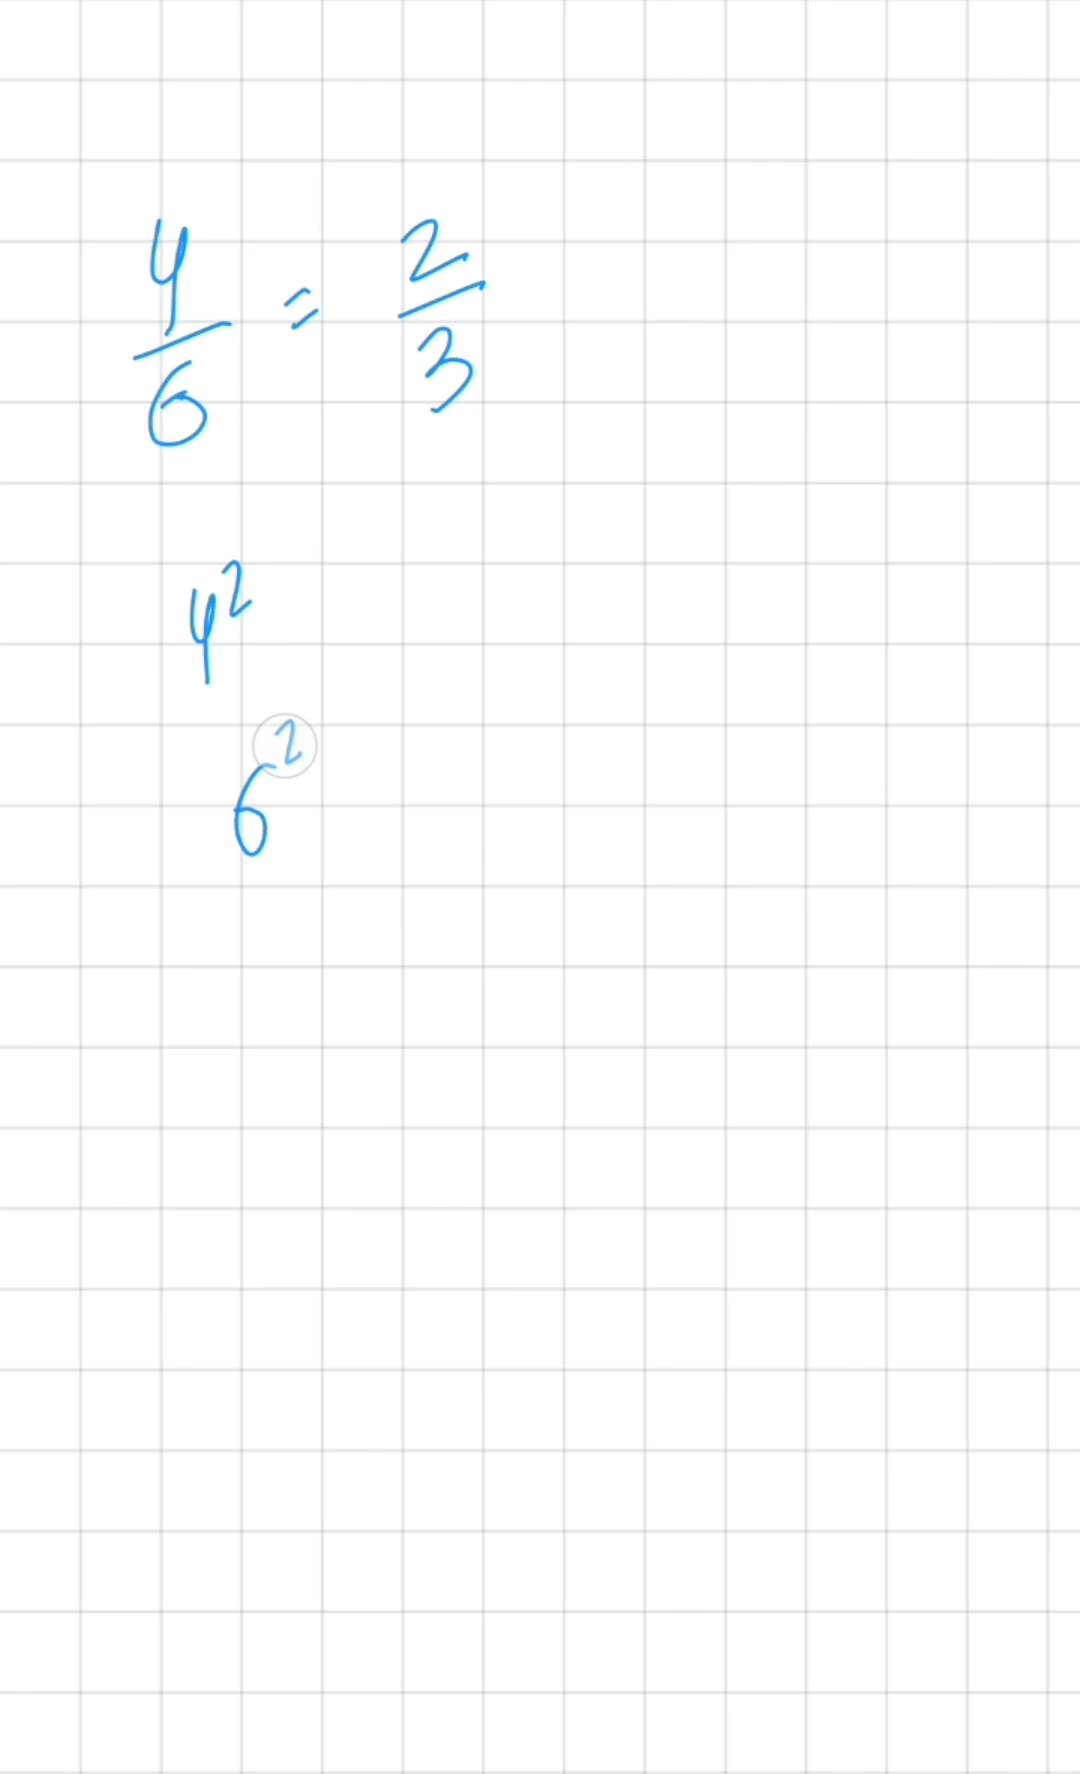 4/6 = 2/3
4²
6²